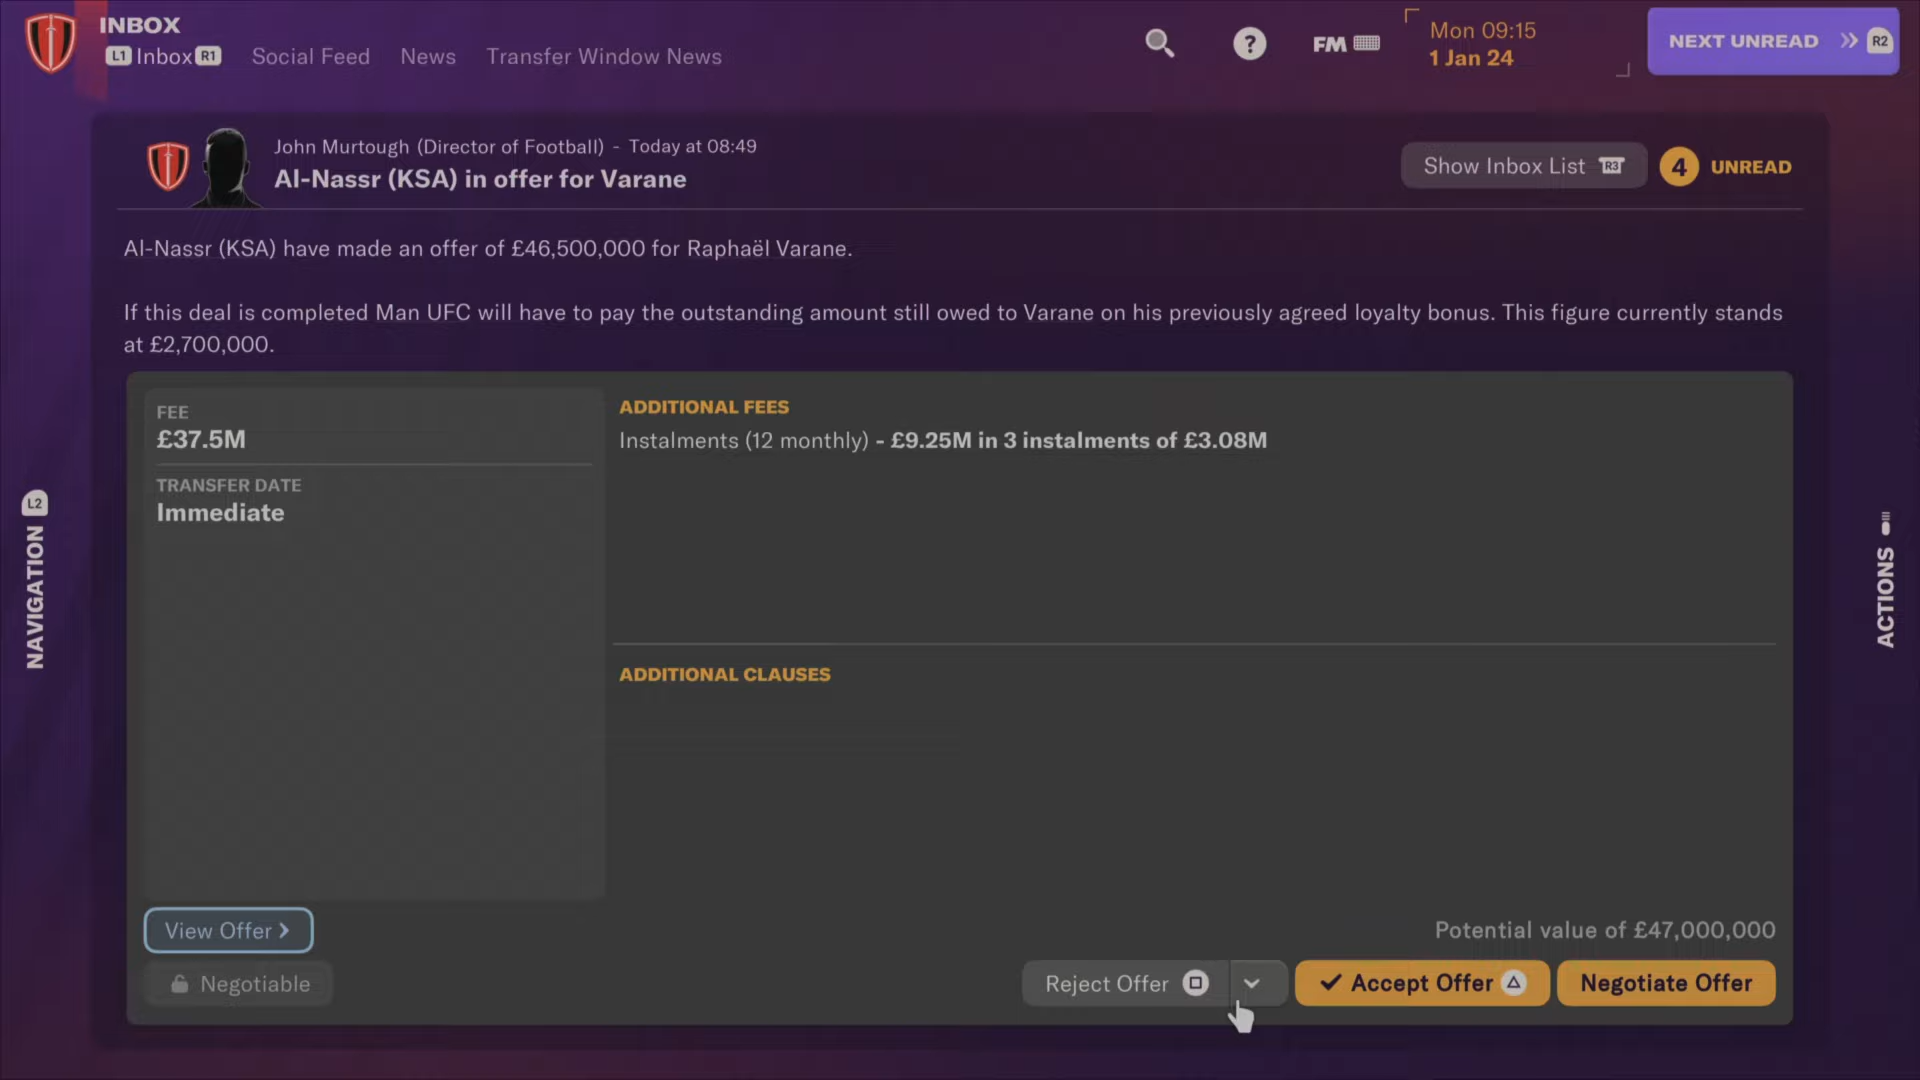 INBOX
L1 Inbox R1 Social Feed News Transfer Window News
FM
Mon 09:15
1 Jan 24
NEXT UNREAD R2
John Murtough (Director of Football) - Today at 08:49
Al-Nassr (KSA) in offer for Varane
Show Inbox List R3
4 UNREAD
Al-Nassr (KSA) have made an offer of £46,500,000 for Raphaël Varane.
If this deal is completed Man UFC will have to pay the outstanding amount still owed to Varane on his previously agreed loyalty bonus. This figure currently stands
at £2,700,000.
FEE
£37.5M
TRANSFER DATE
Immediate
ADDITIONAL FEES
Instalments (12 monthly) - £9.25M in 3 instalments of £3.08M
ADDITIONAL CLAUSES
L2
NAVIGATION
ACTIONS
View Offer
Potential value of £47,000,000
Negotiable
Reject Offer
Accept Offer
Negotiate Offer